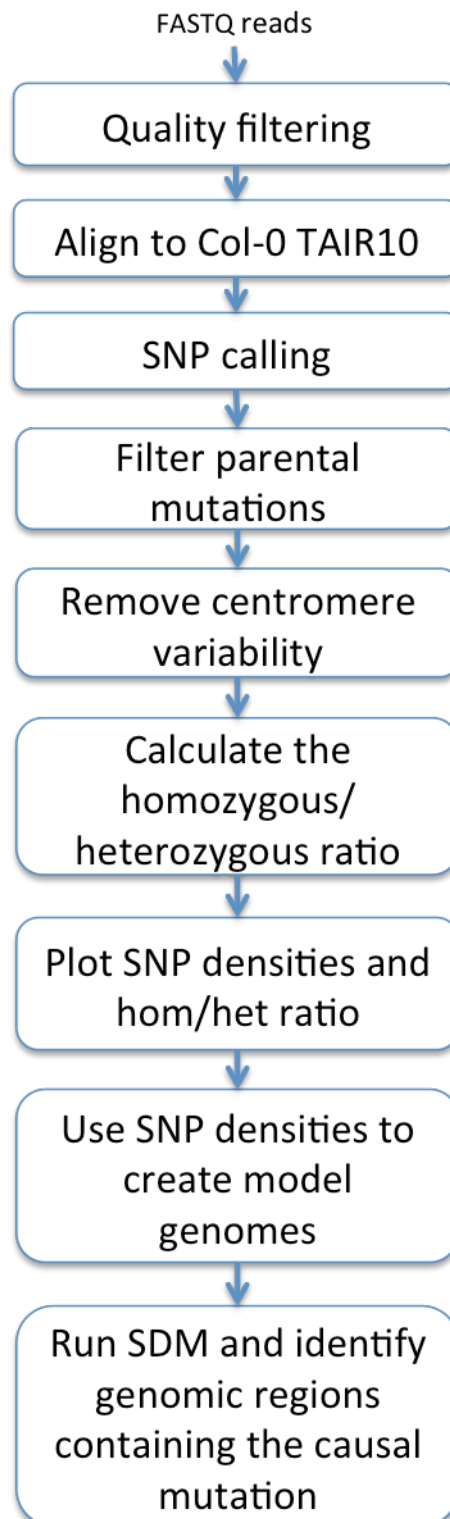 FASTQ reads
Quality filtering
Align to Col-0 TAIR10
SNP calling
Filter parental
mutations
Remove centromere
variability
Calculate the
homozygous/
heterozygous ratio
Plot SNP densities and
hom/het ratio
Use SNP densities to
create model
genomes
Run SDM and identify
genomic regions
containing the causal
mutation